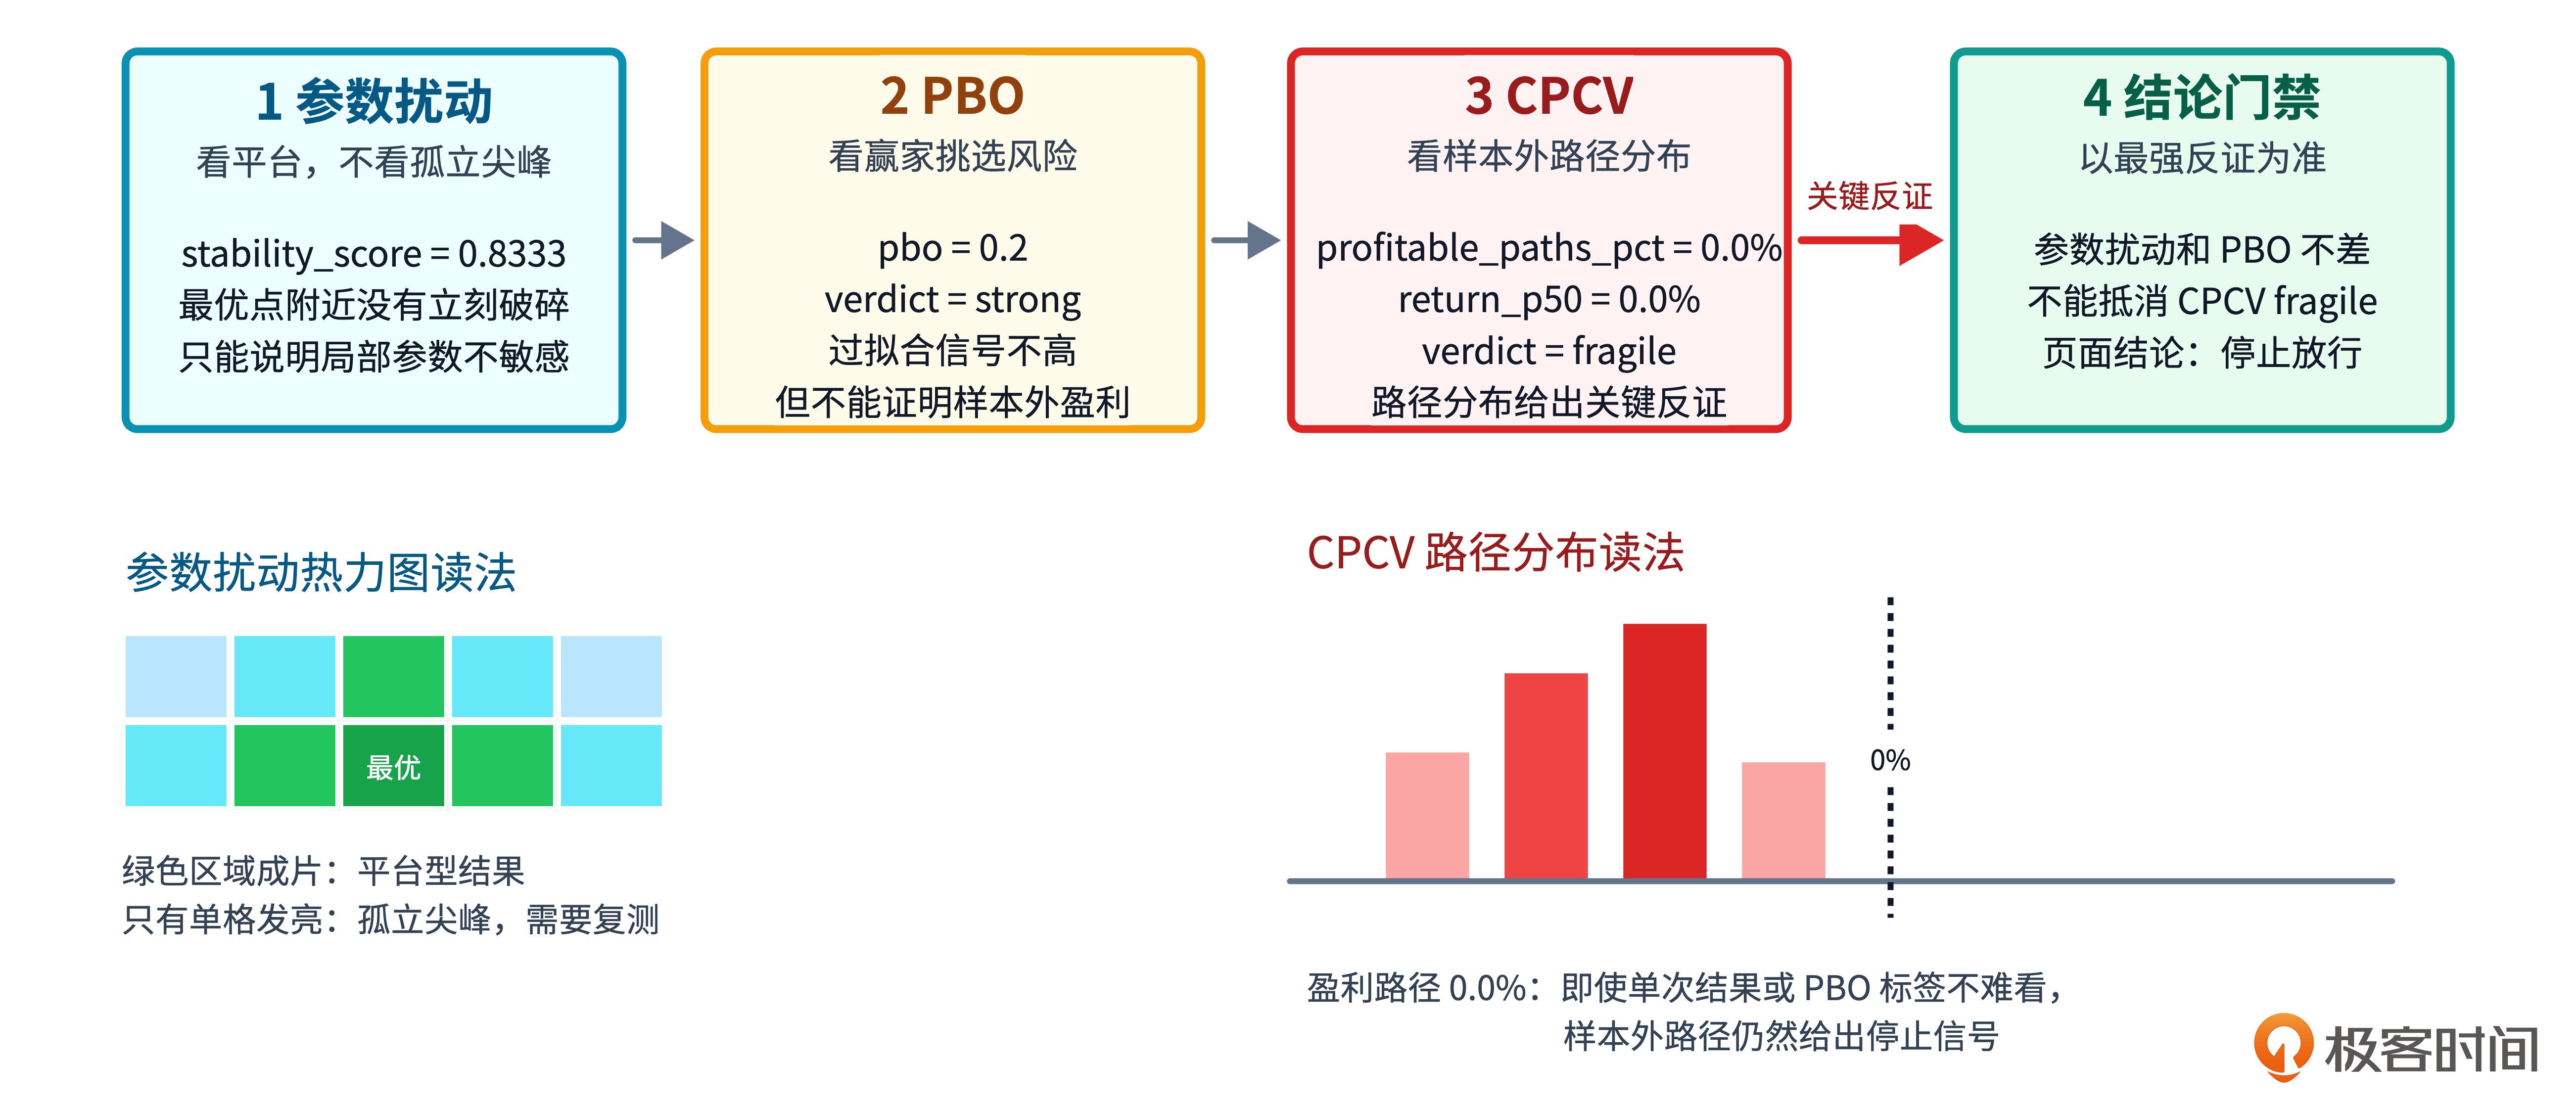 1 参数扰动
看平台，不看孤立尖峰
stability_score = 0.8333
最优点附近没有立刻破碎
只能说明局部参数不敏感
2 PBO
看赢家挑选风险
pbo = 0.2
verdict = strong
过拟合信号不高
但不能证明样本外盈利
3 CPCV
看样本外路径分布
profitable_paths_pct = 0.0%
return_p50 = 0.0%
verdict = fragile
路径分布给出关键反证
关键反证
4 结论门禁
以最强反证为准
参数扰动和 PBO 不差
不能抵消 CPCV fragile
页面结论：停止放行
参数扰动热力图读法
最优
绿色区域成片：平台型结果
只有单格发亮：孤立尖峰，需要复测
CPCV 路径分布读法
0%
盈利路径 0.0%：即使单次结果或 PBO 标签不难看，
样本外路径仍然给出停止信号
极客时间